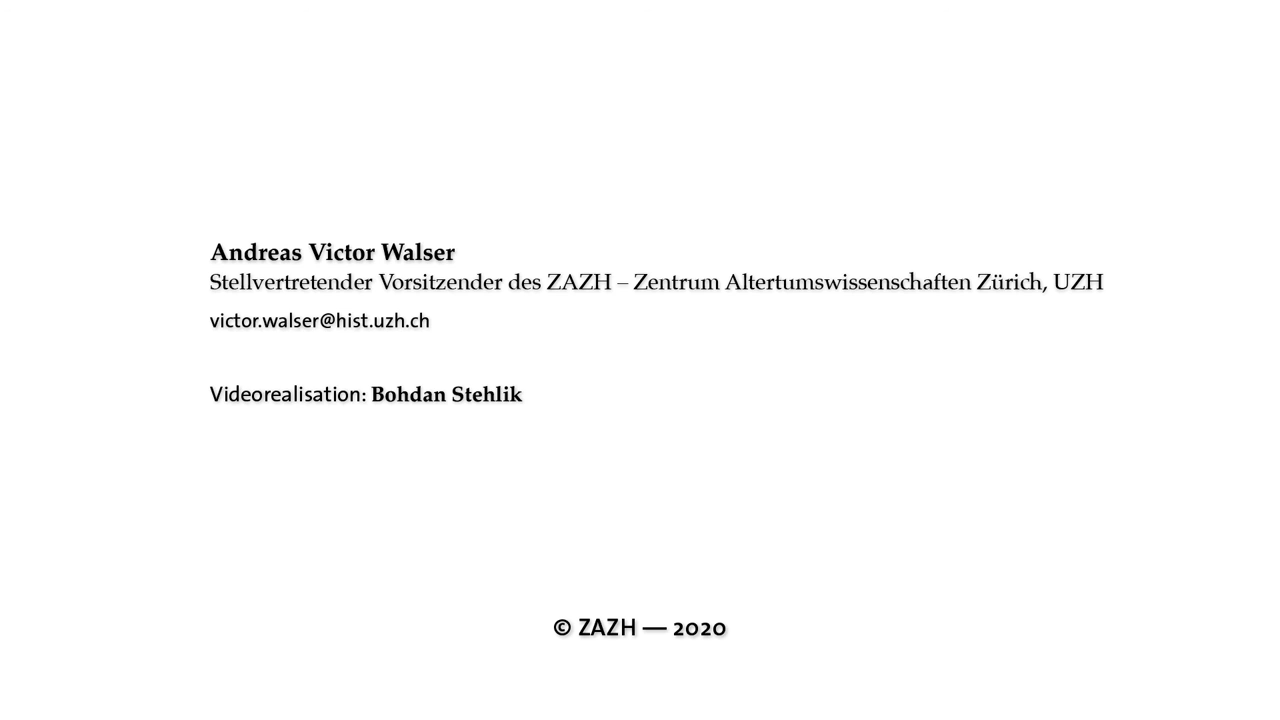 Andreas Victor Walser
Stellvertretender Vorsitzender des ZAZH – Zentrum Altertumswissenschaften Zürich, UZH
victor.walser@hist.uzh.ch
Videorealisation: Bohdan Stehlik
© ZAZH — 2020